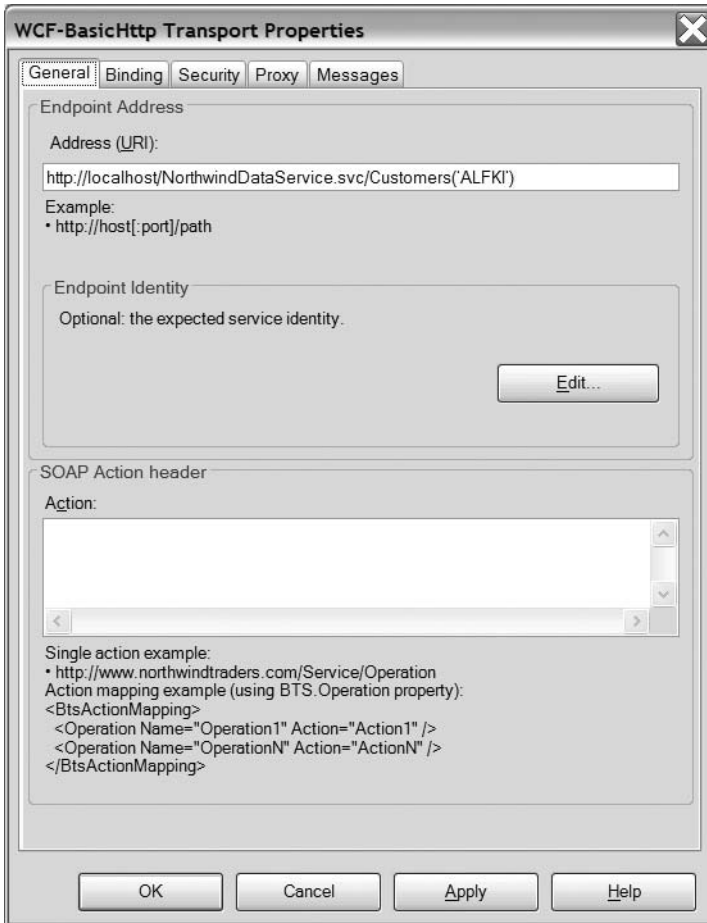 WCF-BasicHttp Transport Properties
General Binding Security Proxy Messages
Endpoint Address
Address (URI):
http://localhost/NorthwindDataService.svc/Customers('ALFKI')
Example:
• http://host[:port]/path
Endpoint Identity
Optional: the expected service identity.
Edit...
SOAP Action header
Action:
Single action example:
• http://www.northwindtraders.com/Service/Operation
Action mapping example (using BTS.Operation property):
<BtsActionMapping>
<Operation Name="Operation1" Action="Action1" />
<Operation Name="OperationN" Action="ActionN" />
</BtsActionMapping>
OK Cancel Apply Help